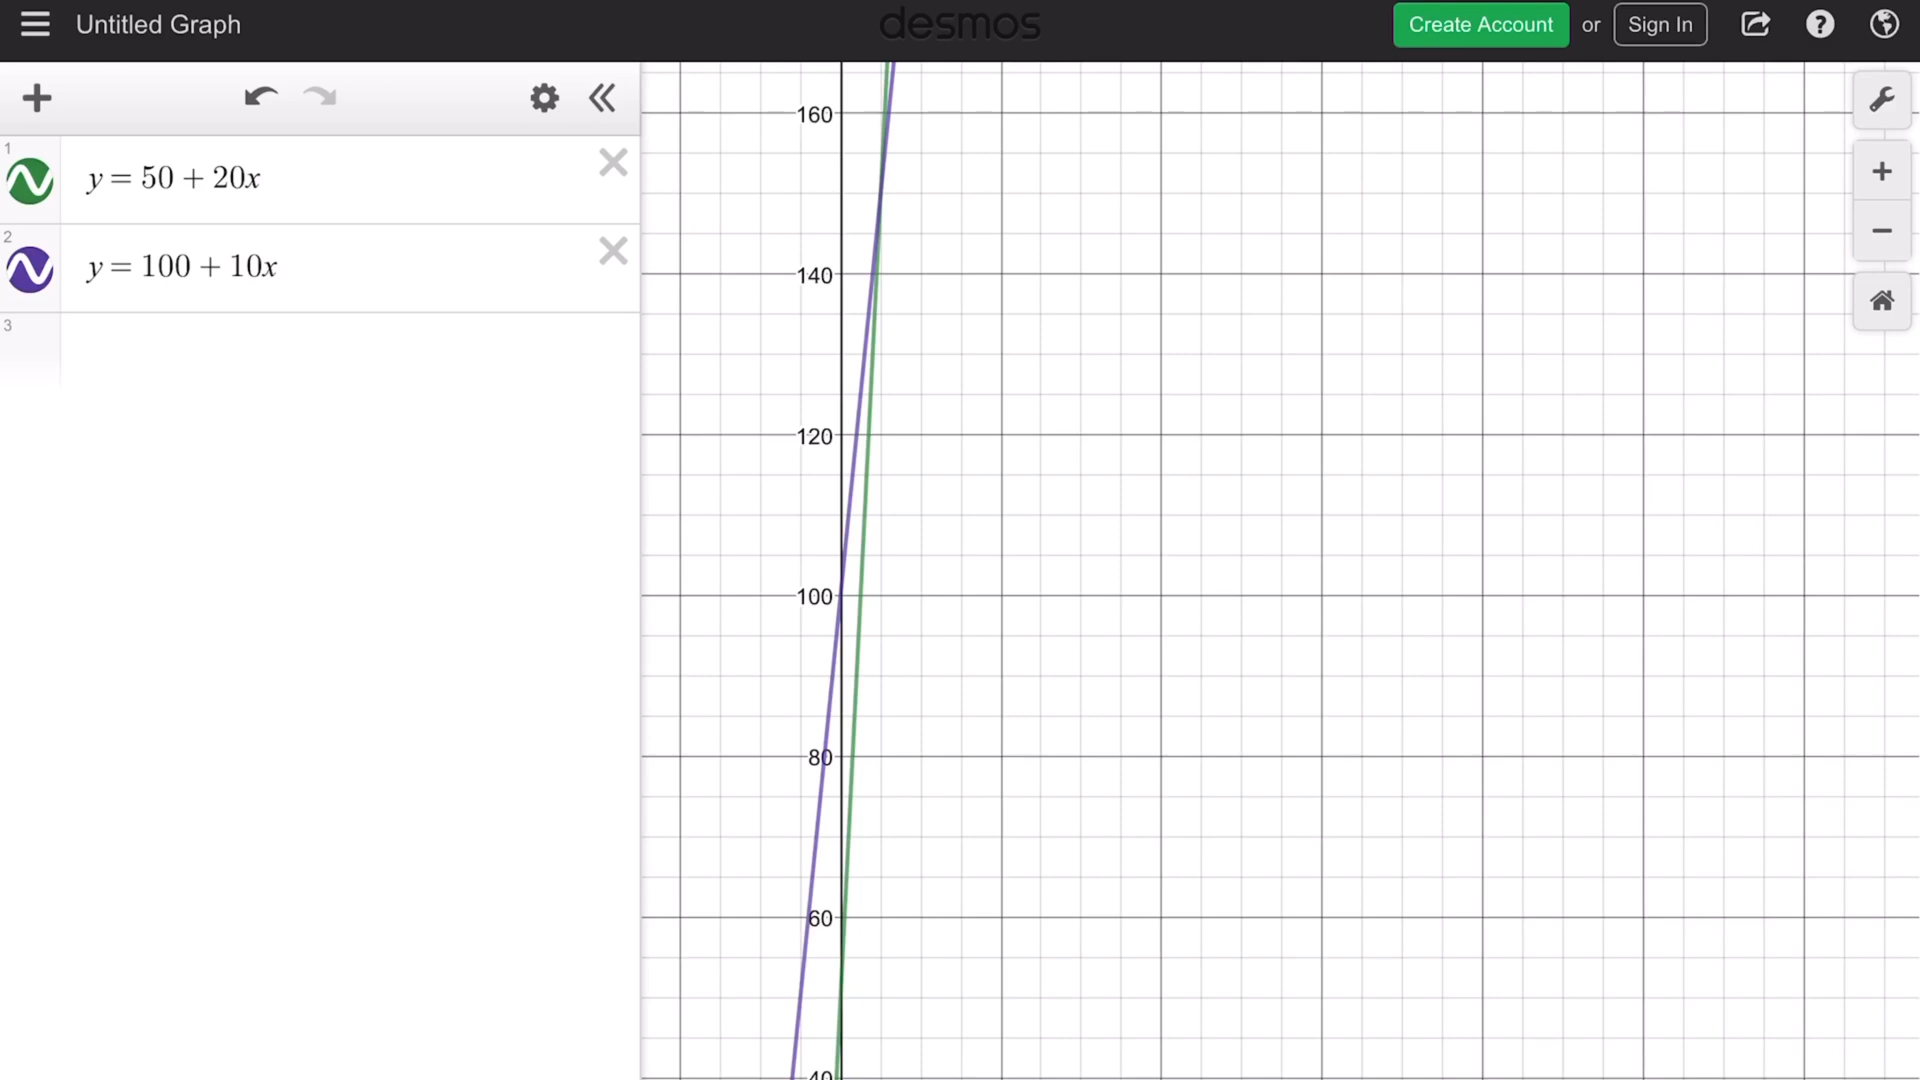 Untitled Graph
desmos
Create Account or Sign In
1
y = 50 + 20x
2
y = 100 + 10x
3
160
140
120
100
80
60
40